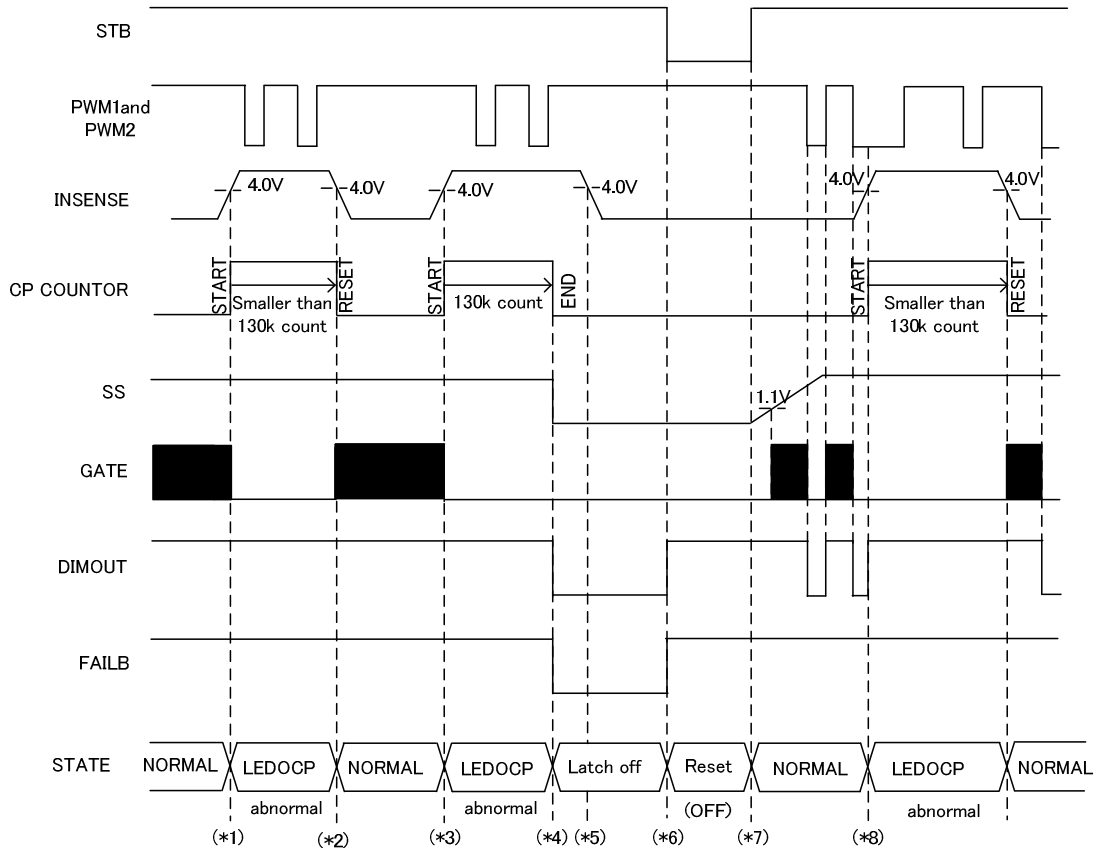 STB
PWM1and
PWM2
INSENSE
4.0V
4.0V
4.0V
4.0V
4.0V
4.0V
CP COUNTOR
START
Smaller than
130k count
RESET
START
130k count
END
START
Smaller than
130k count
RESET
SS
1.1V
GATE
DIMOUT
FAILB
STATE
NORMAL
LEDOCP
NORMAL
LEDOCP
Latch off
Reset
NORMAL
LEDOCP
NORMAL
abnormal
abnormal
(OFF)
abnormal
(*1)
(*2)
(*3)
(*4)
(*5)
(*6)
(*7)
(*8)